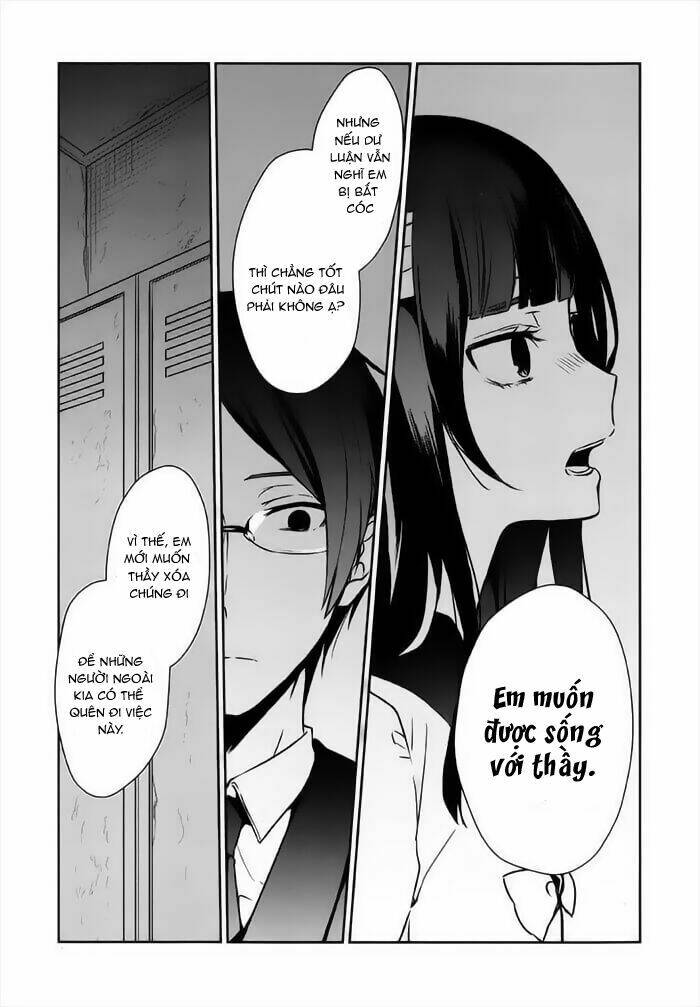 Em muốn
được sống
với thầy.
NHƯNG
NẾU DƯ
LUẬN VẪN
NGHĨ EM
BỊ BẮT
CÓC
THÌ CHẲNG TỐT
CHÚT NÀO ĐÂU
PHẢI KHÔNG Ạ?
VÌ THẾ, EM
MỚI MUỐN
THẦY XÓA
CHÚNG ĐI
ĐỂ NHỮNG
NGƯỜI NGOÀI
KIA CÓ THỂ
QUÊN ĐI VIỆC
NÀY.